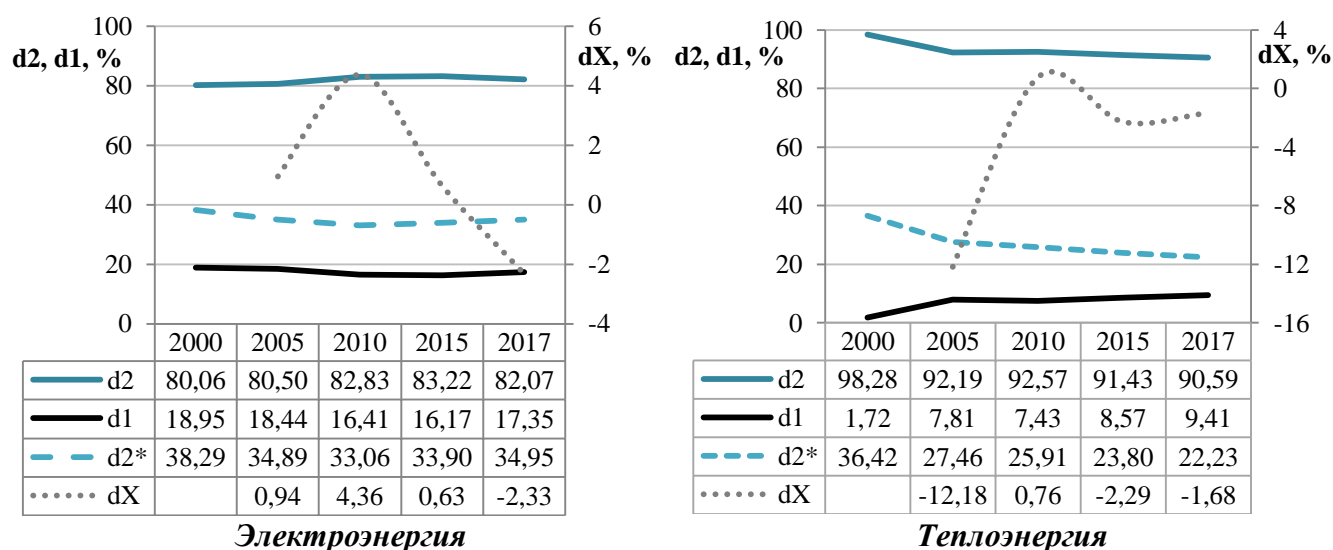 d2, d1, %
dX, %
100
80
60
40
20
0
6
4
2
0
-2
-4
2000 2005 2010 2015 2017
d2 80,06 80,50 82,83 83,22 82,07
d1 18,95 18,44 16,41 16,17 17,35
d2* 38,29 34,89 33,06 33,90 34,95
dX 0,94 4,36 0,63 -2,33
Электроэнергия
d2, d1, %
dX, %
100
80
60
40
20
0
4
0
-4
-8
-12
-16
2000 2005 2010 2015 2017
d2 98,28 92,19 92,57 91,43 90,59
d1 1,72 7,81 7,43 8,57 9,41
d2* 36,42 27,46 25,91 23,80 22,23
dX -12,18 0,76 -2,29 -1,68
Теплоэнергия